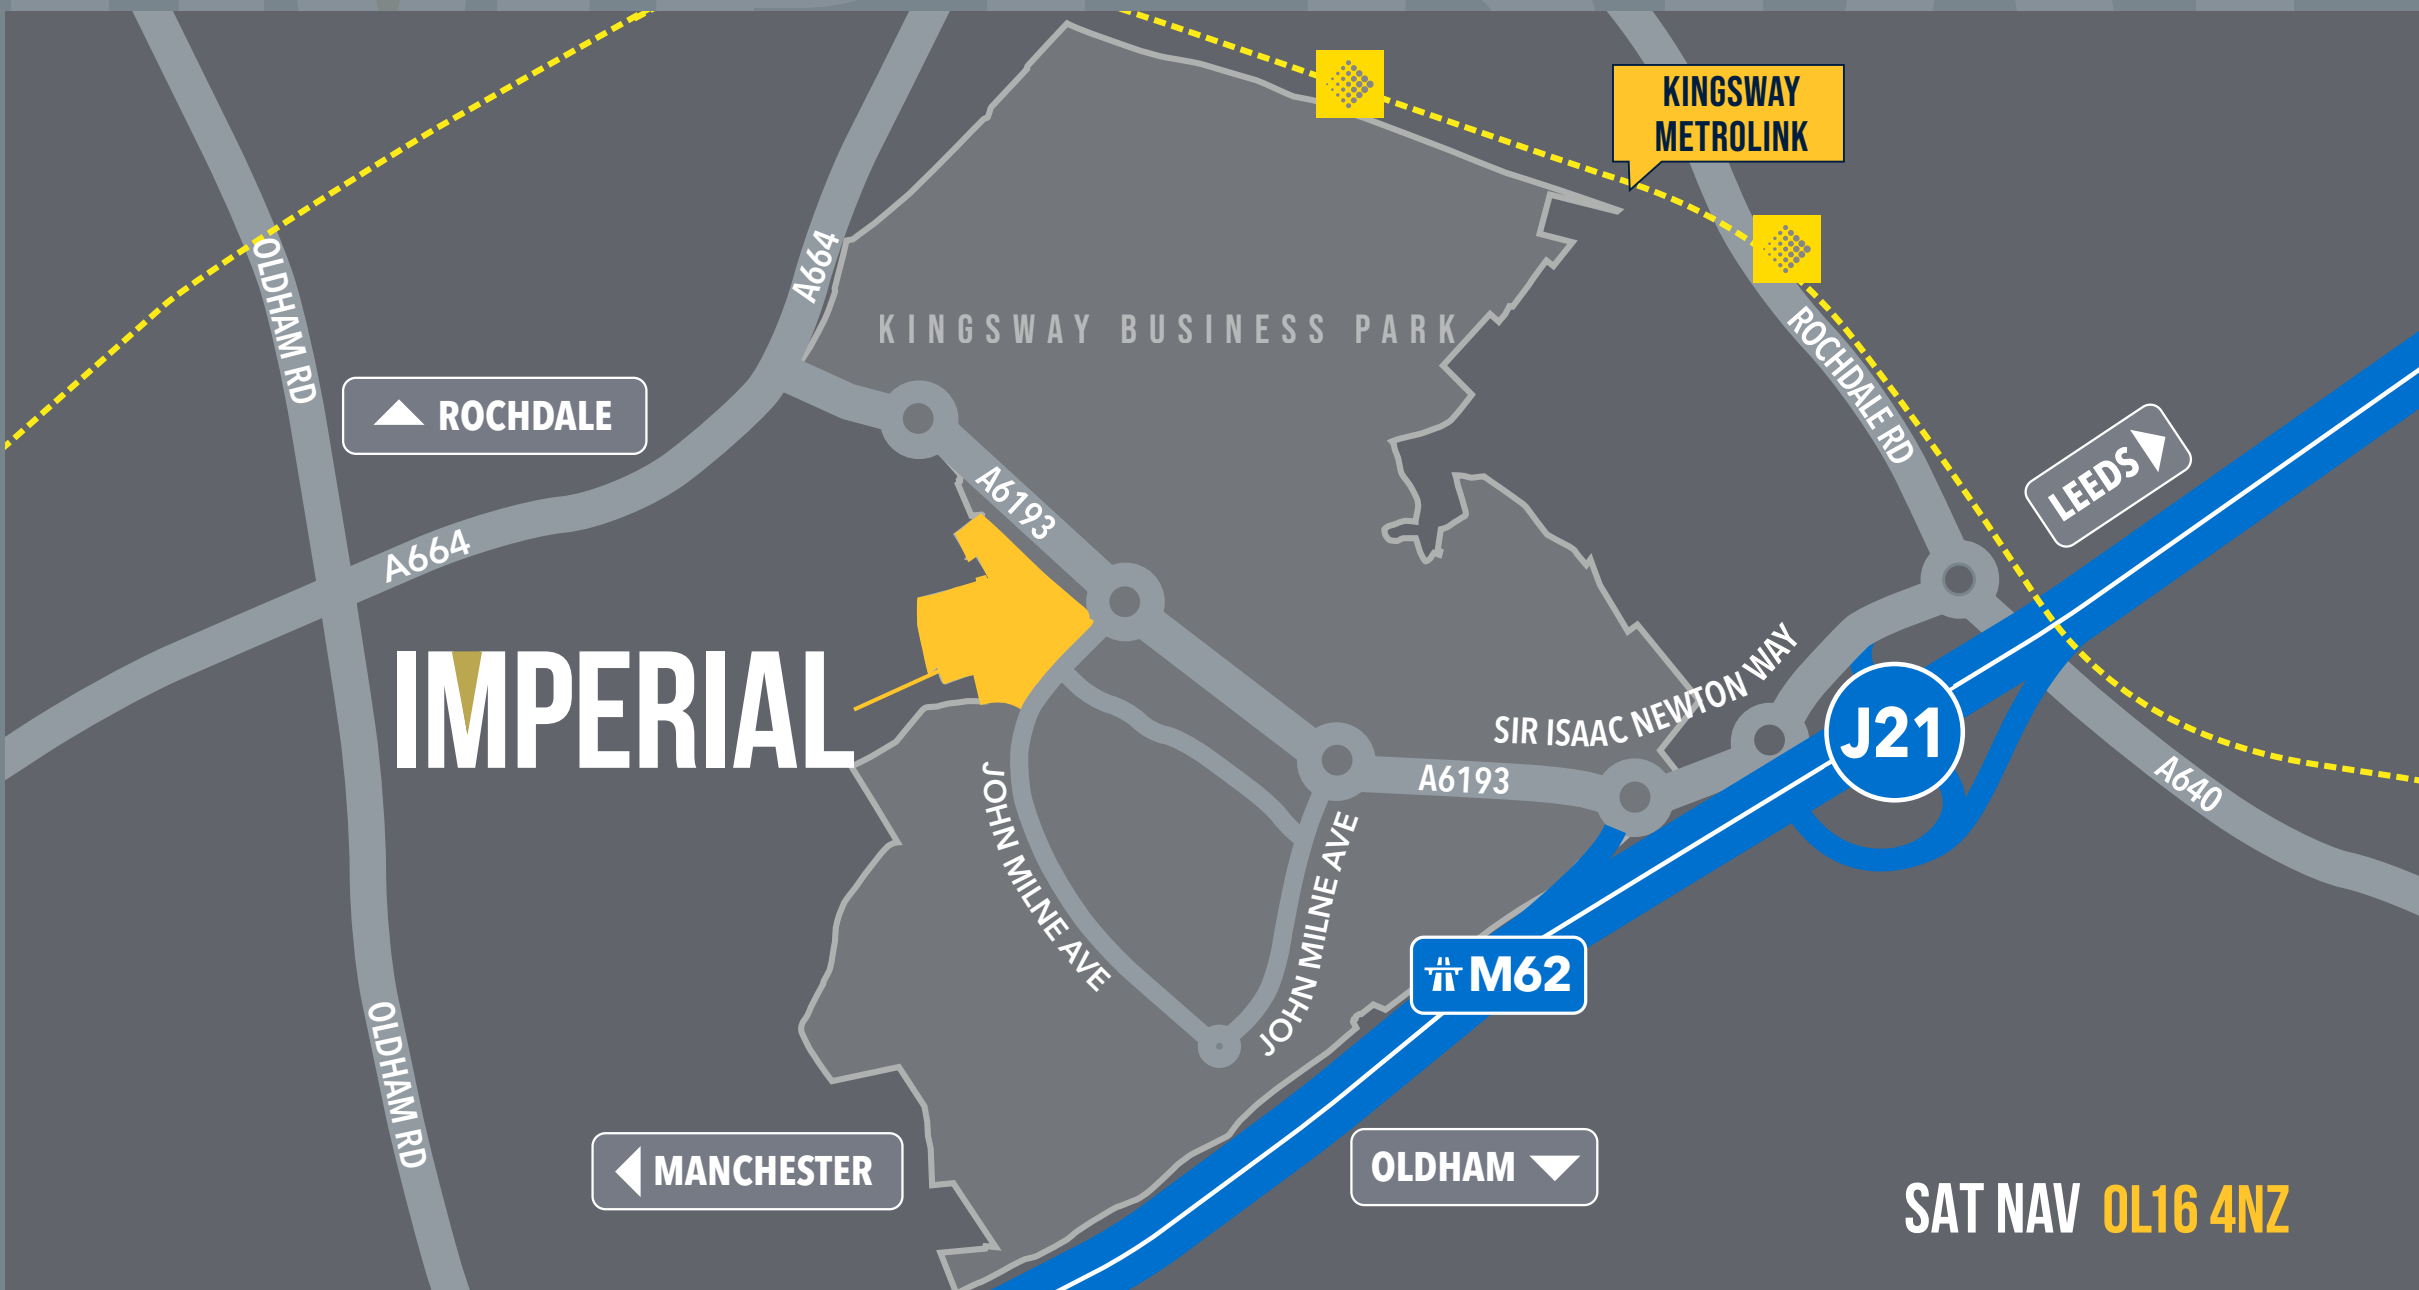 KINGSWAY
METROLINK
OLDHAM RD
A664
KINGSWAY BUSINESS PARK
ROCHDALE RD
ROCHDALE
LEEDS
A6193
A664
IMPERIAL
SIR ISAAC NEWTON WAY
J21
A6193
A640
JOHN MILNE AVE
JOHN MILNE AVE
M62
OLDHAM RD
MANCHESTER
OLDHAM
SAT NAV OL16 4NZ